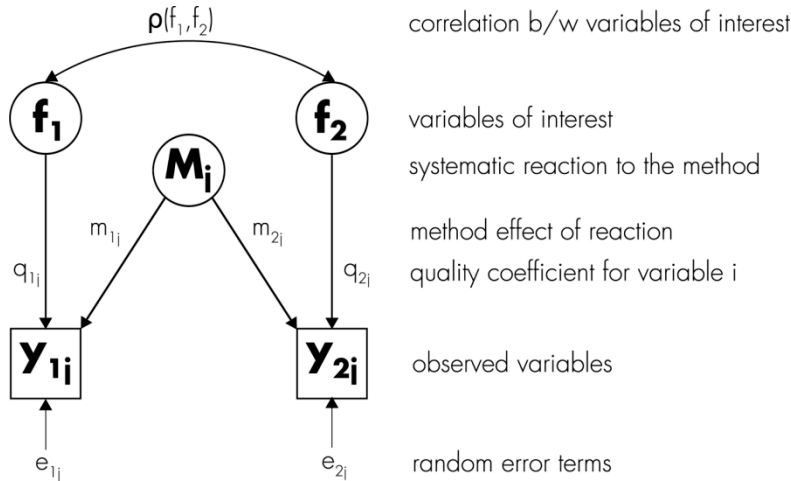 ρ(f₁,f₂)
correlation b/w variables of interest
f₁
f₂
variables of interest
Mⱼ
systematic reaction to the method
m₁ⱼ
m₂ⱼ
method effect of reaction
q₁ⱼ
q₂ⱼ
quality coefficient for variable i
y₁ⱼ
y₂ⱼ
observed variables
e₁ⱼ
e₂ⱼ
random error terms